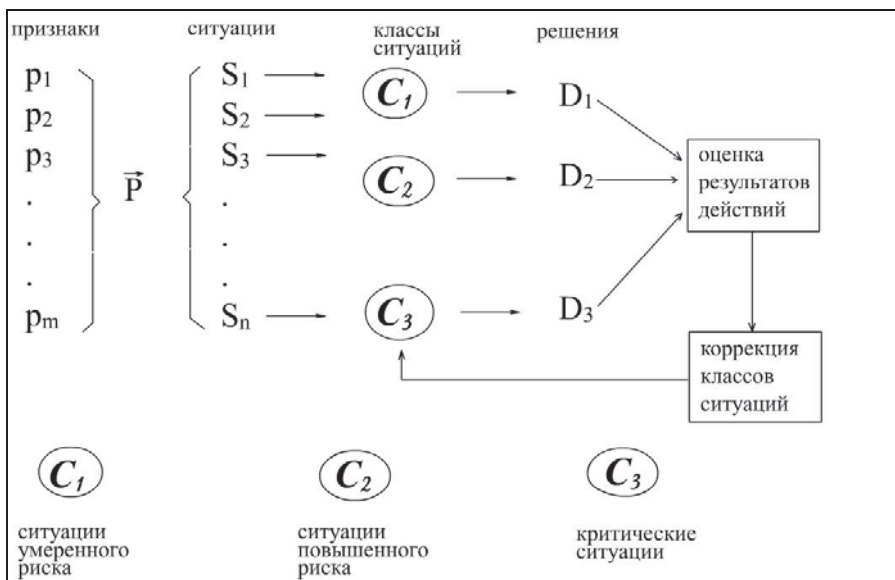 признаки ситуации классы ситуаций решения
p1 S1 C1 D1
p2 S2
p3 S3 C2 D2
P
. .
. .
. .
pm Sn C3 D3
оценка
результатов
действий
коррекция
классов
ситуаций
C1 C2 C3
ситуации
умеренного
риска
ситуации
повышенного
риска
критические
ситуации